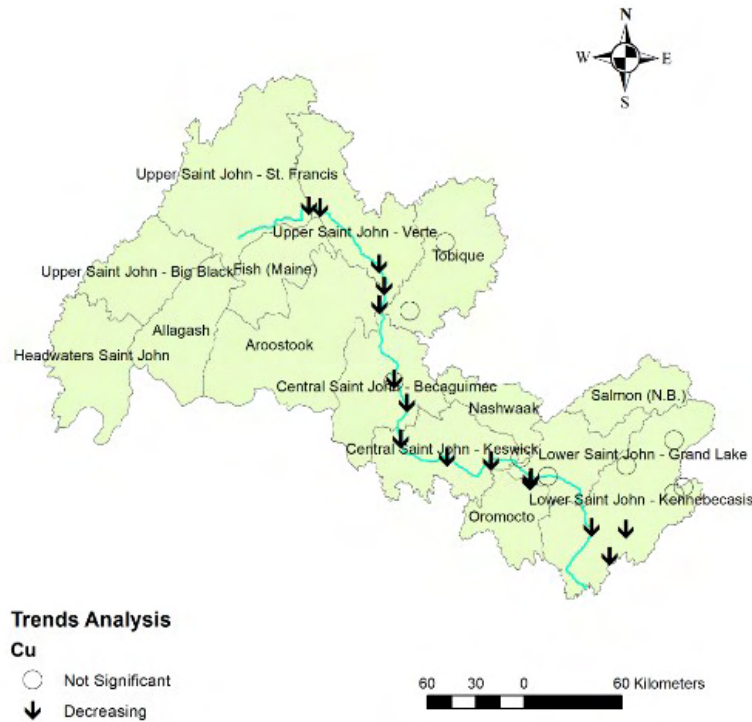 N
W E
S
Upper Saint John - St. Francis
Upper Saint John - Verte
Tobique
Upper Saint John - Big Black
Fish (Maine)
Allagash
Aroostook
Headwaters Saint John
Central Saint John - Becaguimec
Salmon (N.B.)
Nashwaak
Central Saint John - Keswick
Lower Saint John - Grand Lake
Lower Saint John - Kennebecasis
Oromocto
Trends Analysis
Cu
Not Significant
Decreasing
60 30 0 60 Kilometers